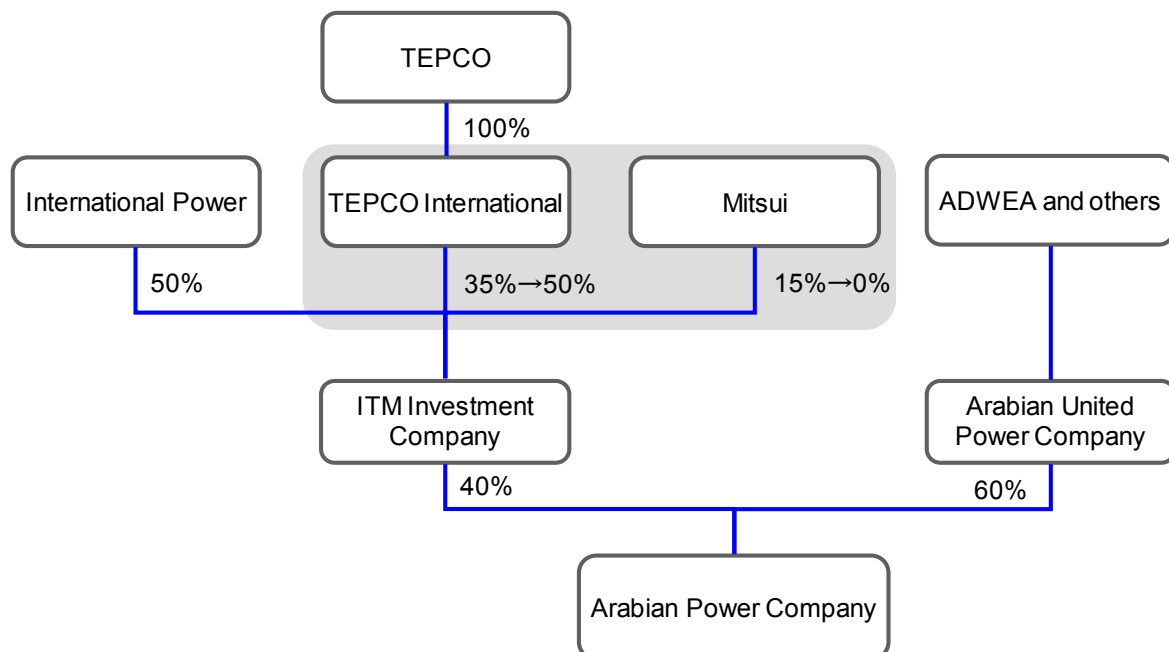 TEPCO
100%
International Power
TEPCO International
Mitsui
ADWEA and others
50%
35%→50%
15%→0%
ITM Investment
Company
Arabian United
Power Company
40%
60%
Arabian Power Company